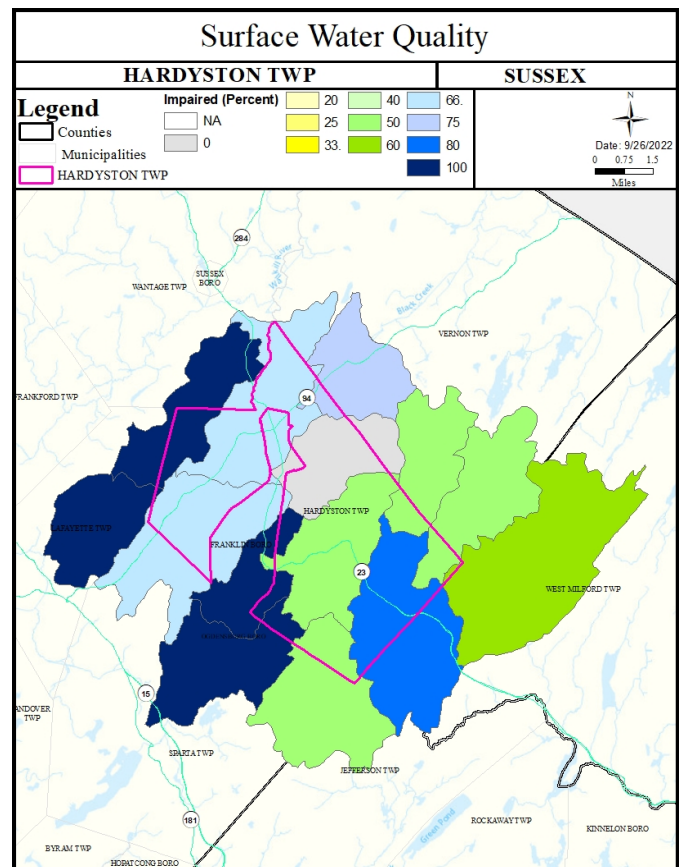 Surface Water Quality
HARDYSTON TWP
SUSSEX
Legend
Counties
Municipalities
HARDYSTON TWP
Impaired (Percent)
NA
0
20
25
33.
40
50
60
66.
75
80
100
N
Date: 9/26/2022
0 0.75 1.5
Miles
284
SUSSEX
BORO
WANTAGE TWP
Black Creek
VERNON TWP
FRANKFORD TWP
94
HARDYSTON TWP
LAFAYETTE TWP
FRANKLIN BORO
23
WEST MILFORD TWP
15
ANDOVER
TWP
SPARTA TWP
JEFFERSON TWP
181
Green Pond
ROCKAWAY TWP
KINNELON BORO
BYRAM TWP
HOPATCONG BORO